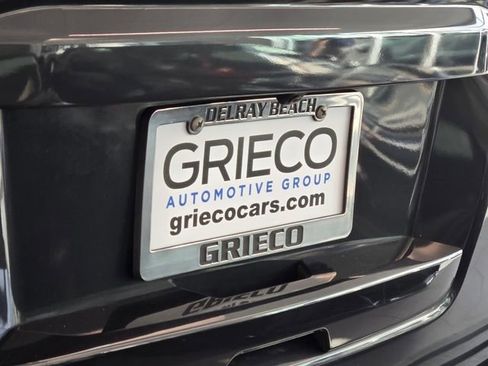 DELRAY BEACH
GRIECO
AUTOMOTIVE GROUP
griecocars.com
GRIECO